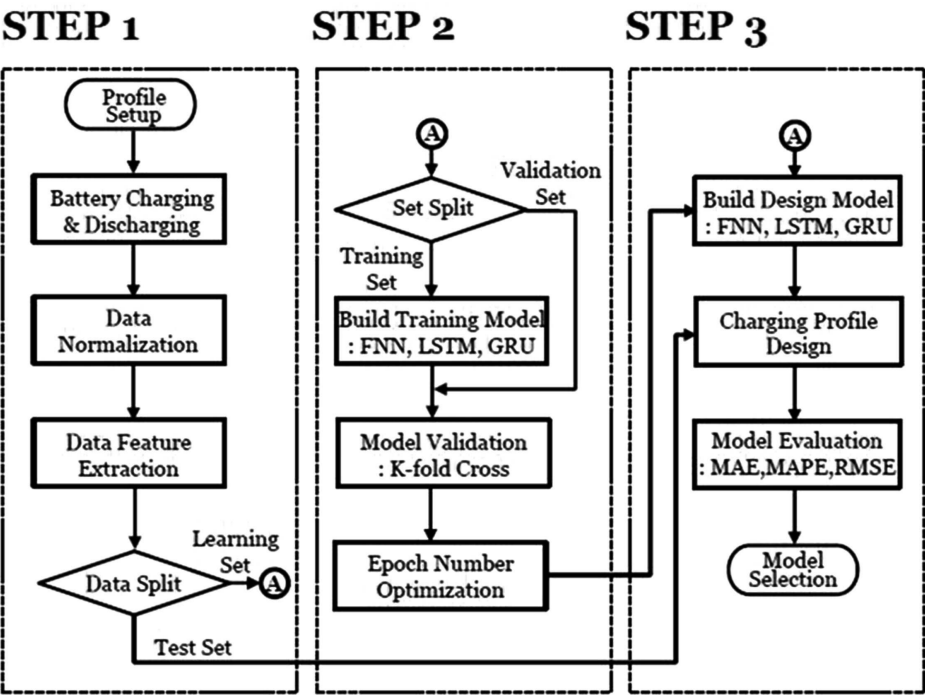 STEP 1
Profile
Setup
Battery Charging
& Discharging
Data
Normalization
Data Feature
Extraction
Learning
Set
Data Split
A
Test Set
STEP 2
A
Validation
Set
Set Split
Training
Set
Build Training Model
: FNN, LSTM, GRU
Model Validation
: K-fold Cross
Epoch Number
Optimization
STEP 3
A
Build Design Model
: FNN, LSTM, GRU
Charging Profile
Design
Model Evaluation
: MAE,MAPE,RMSE
Model
Selection